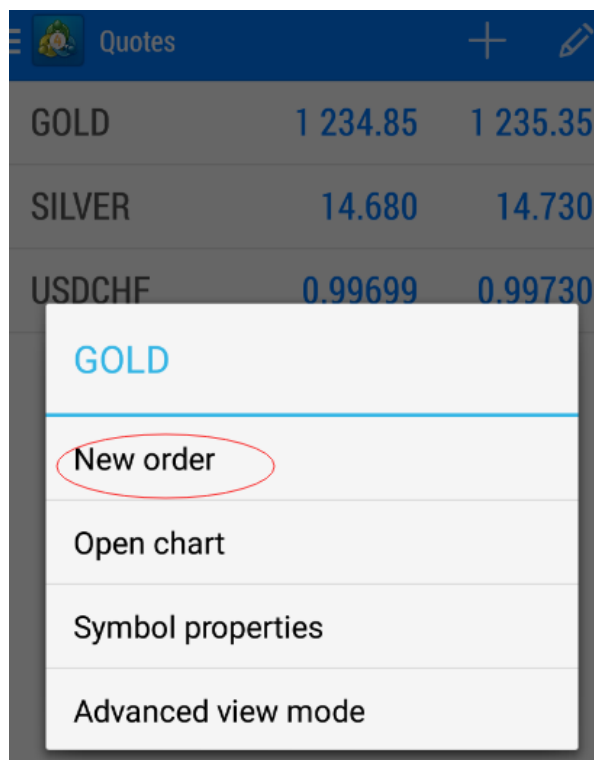 Quotes
GOLD 1 234.85 1 235.35
SILVER 14.680 14.730
USDCHF 0.99699 0.99730
GOLD
New order
Open chart
Symbol properties
Advanced view mode